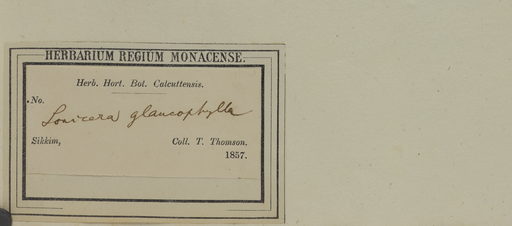 HERBARIUM REGIUM MONACENSE.
Herb. Hort. Bot. Calcuttensis.
No.
Lonicera glaucophylla
Sikkim, Coll. T. Thomson.
1857.